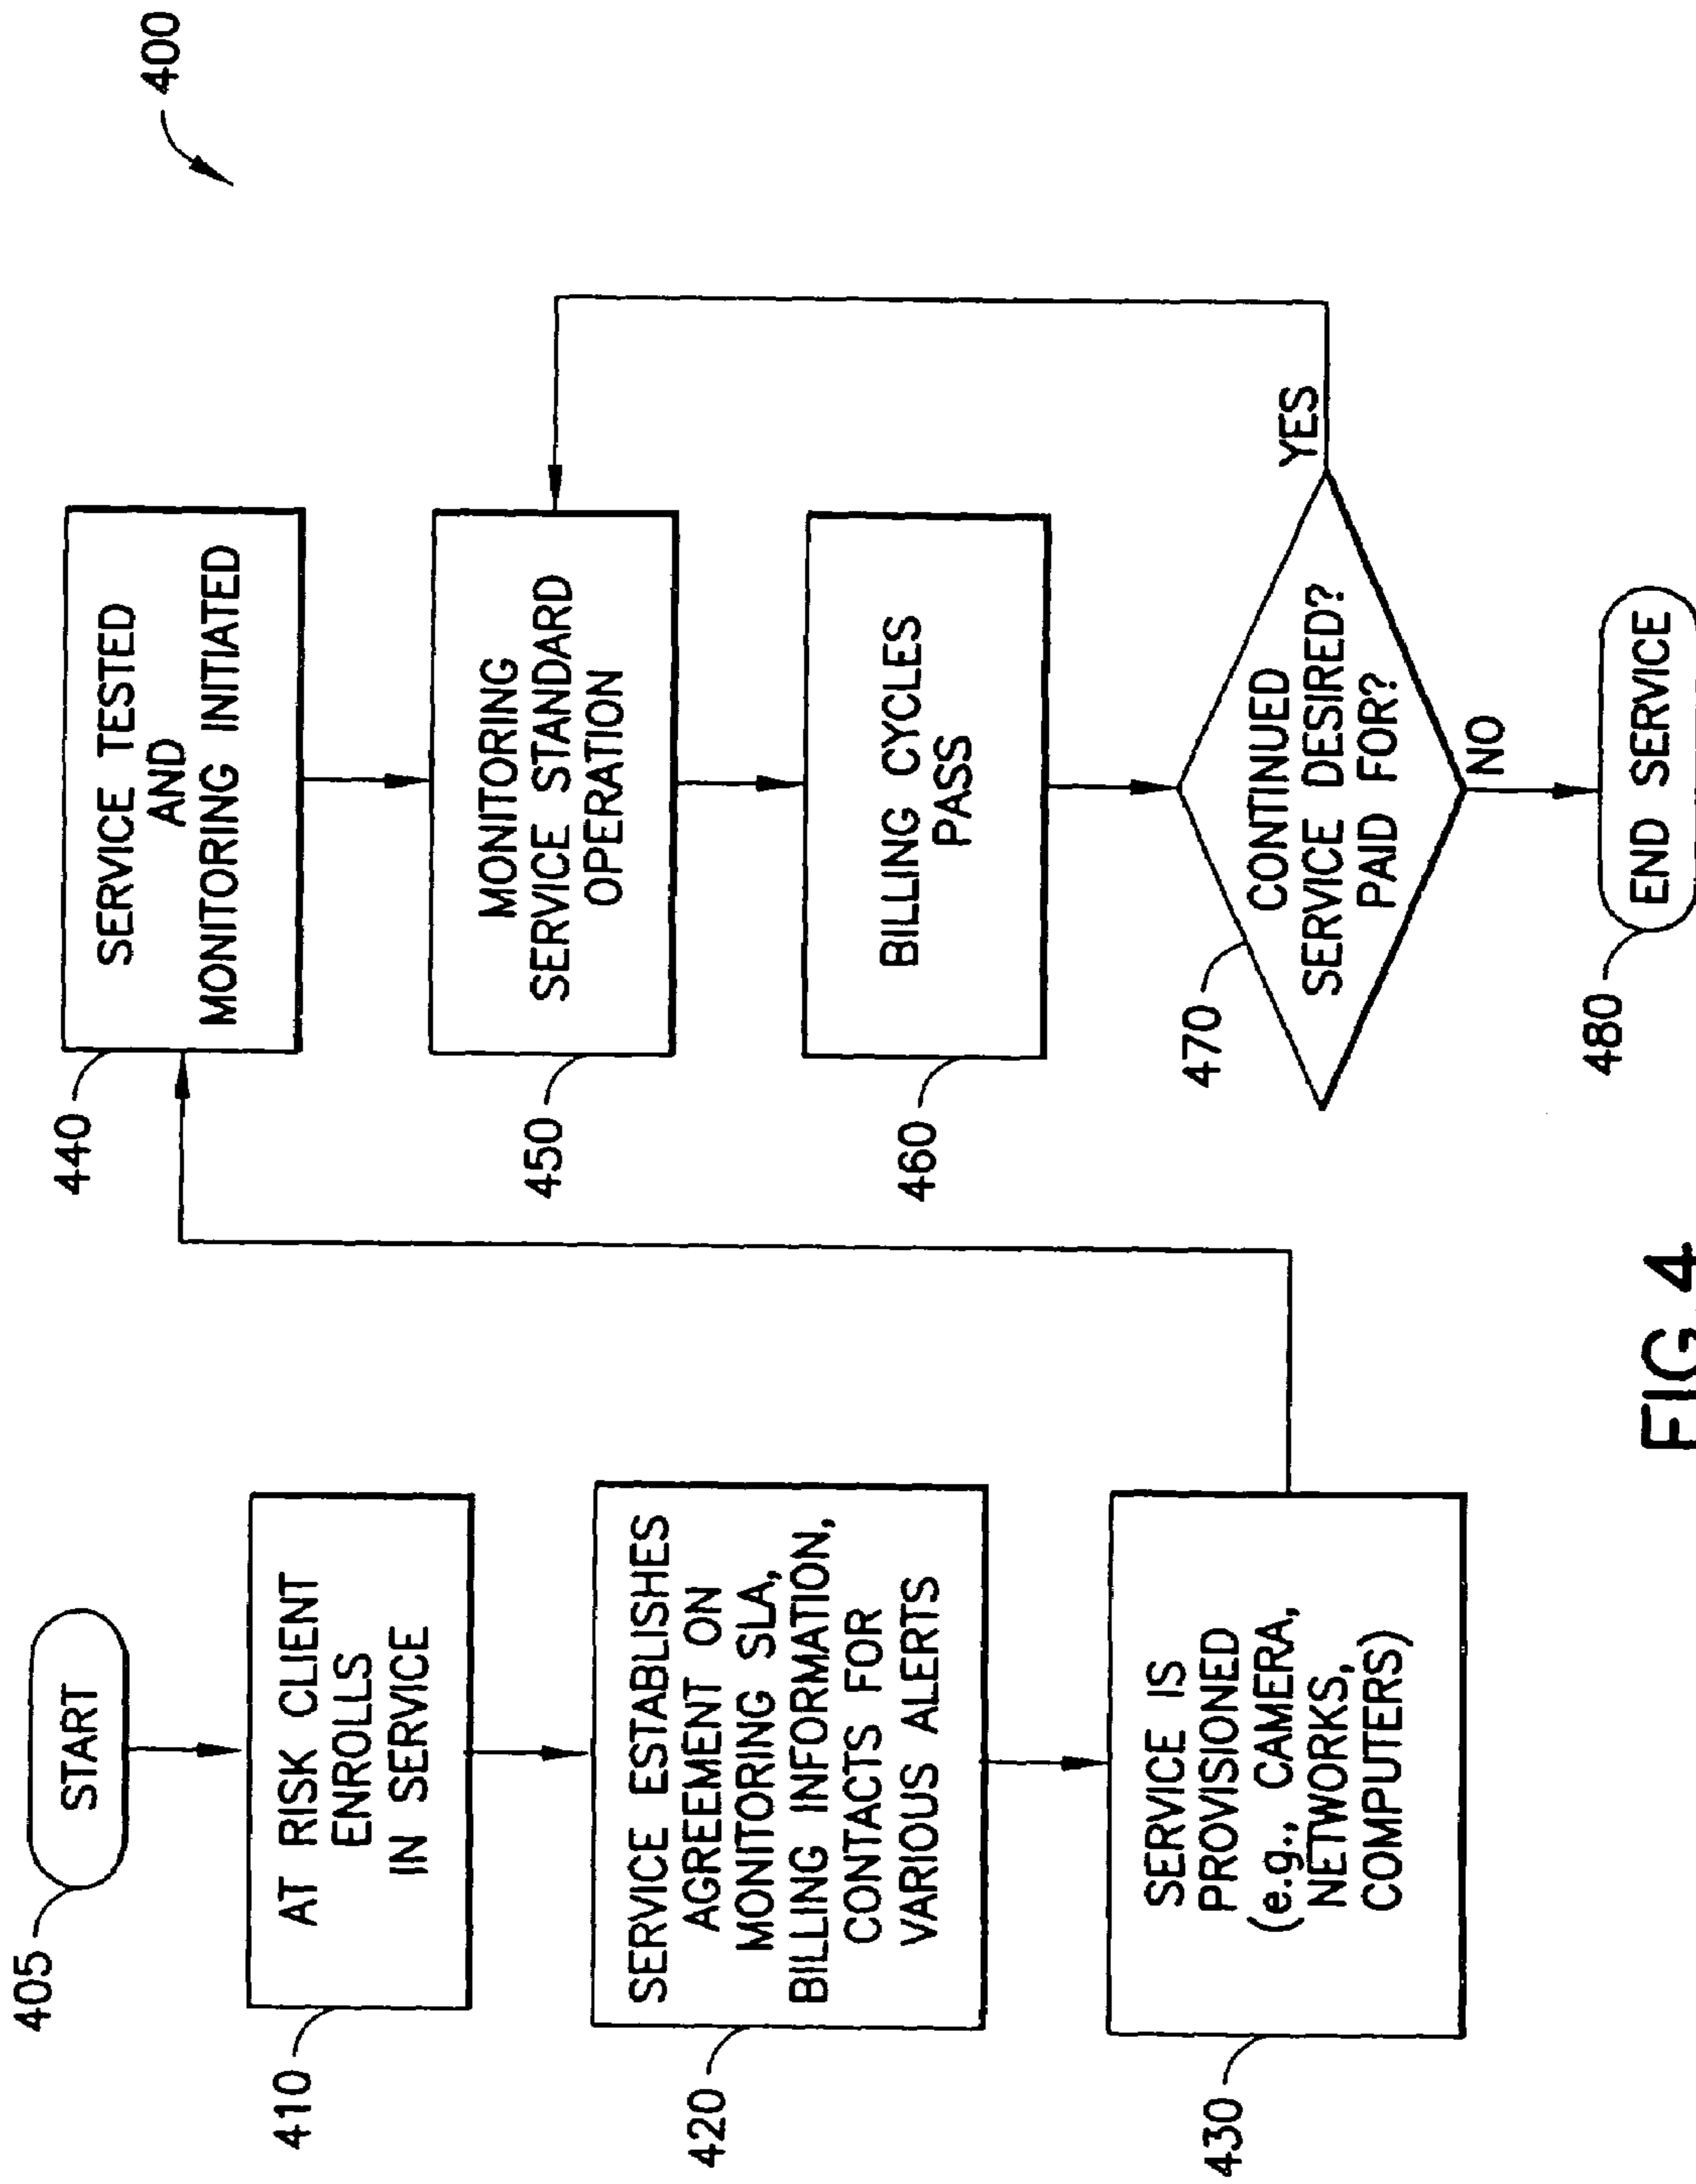 400
405
START
410
AT RISK CLIENT
ENROLLS
IN SERVICE
420
SERVICE ESTABLISHES
AGREEMENT ON
MONITORING SLA,
BILLING INFORMATION,
CONTACTS FOR
VARIOUS ALERTS
430
SERVICE IS
PROVISIONED
(e.g., CAMERA,
NETWORKS,
COMPUTERS)
440
SERVICE TESTED
AND
MONITORING INITIATED
450
MONITORING
SERVICE STANDARD
OPERATION
460
BILLING CYCLES
PASS
470
CONTINUED
SERVICE DESIRED?
PAID FOR?
YES
NO
480
END SERVICE
FIG.4